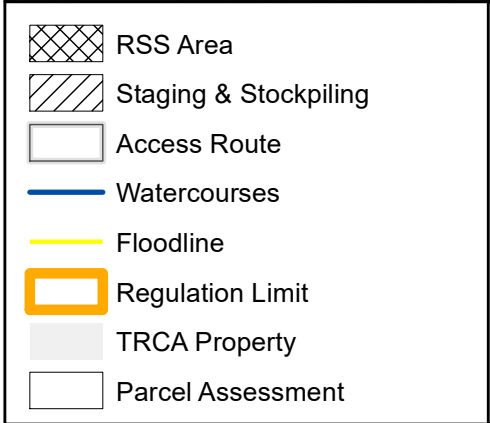 RSS Area
Staging & Stockpiling
Access Route
Watercourses
Floodline
Regulation Limit
TRCA Property
Parcel Assessment